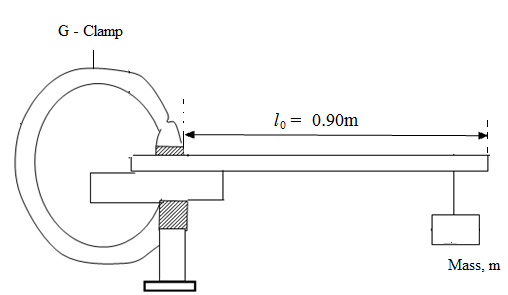 G - Clamp
l₀ = 0.90m
Mass, m